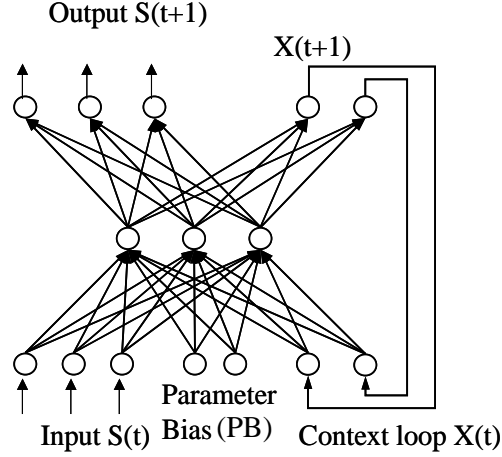 Output S(t+1)
X(t+1)
Parameter
Bias (PB)
Input S(t)
Context loop X(t)